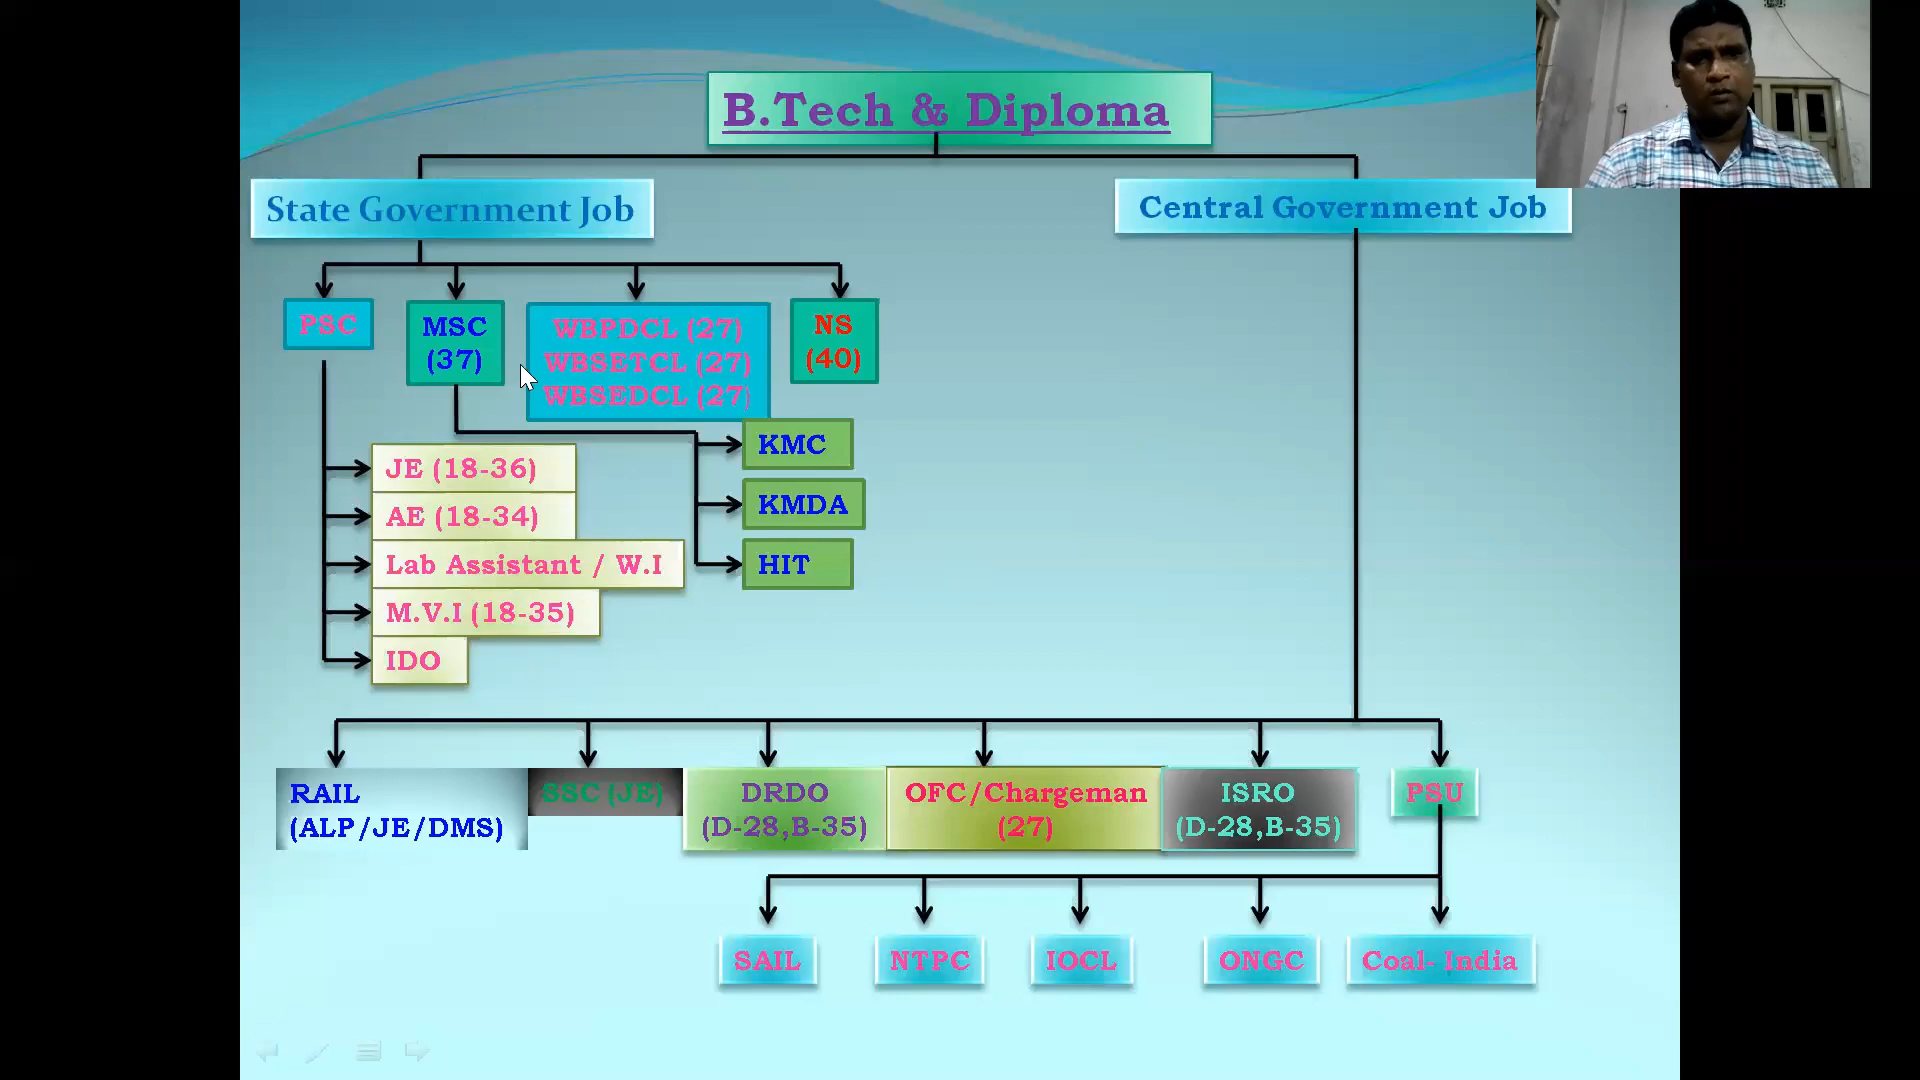 B.Tech & Diploma
State Government Job
Central Government Job
PSC
MSC
(37)
WBPDCL (27)
WBSETCL (27)
WBSEDCL (27)
NS
(40)
KMC
KMDA
HIT
JE (18-36)
AE (18-34)
Lab Assistant / W.I
M.V.I (18-35)
IDO
RAIL
(ALP/JE/DMS)
SSC (JE)
DRDO
(D-28,B-35)
OFC/Chargeman
(27)
ISRO
(D-28,B-35)
PSU
SAIL
NTPC
IOCL
ONGC
Coal- India